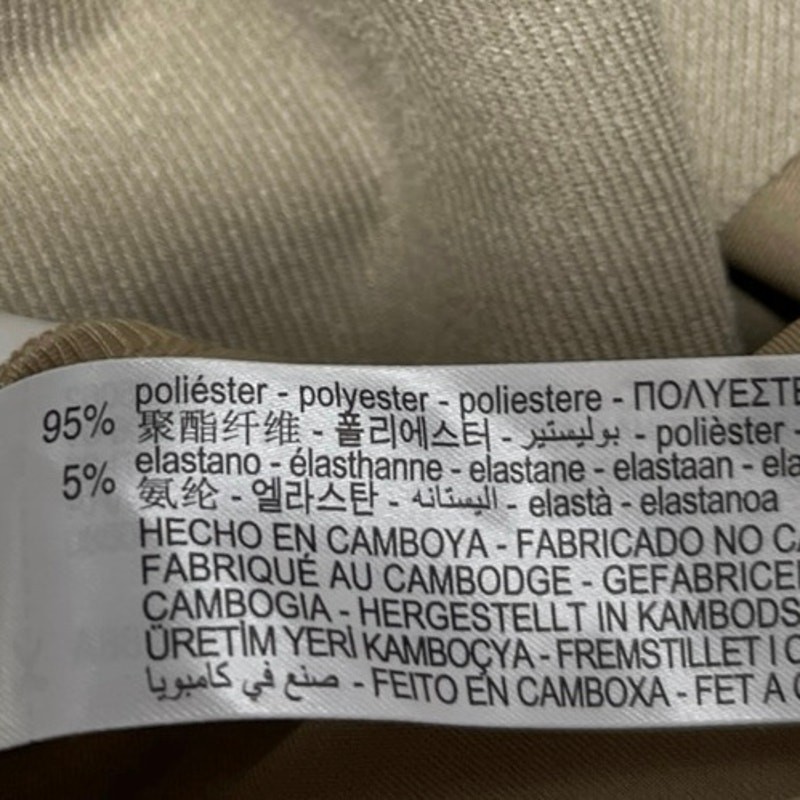 95% poliéster - polyester - poliestere - ΠΟΛΥΕΣΤΕ
聚酯纤维 - 폴리에스터 - بوليستير - polièster -
5% elastano - élasthanne - elastane - elastaan - ela
氨纶 - 엘라스탄 - اليستانه - elastà - elastanoa
HECHO EN CAMBOYA - FABRICADO NO CA
FABRIQUÉ AU CAMBODGE - GEFABRICEE
CAMBOGIA - HERGESTELLT IN KAMBODS
ÜRETİM YERİ KAMBOÇYA - FREMSTILLET I C
صنع في كامبوديا - FEITO EN CAMBOXA - FET A C